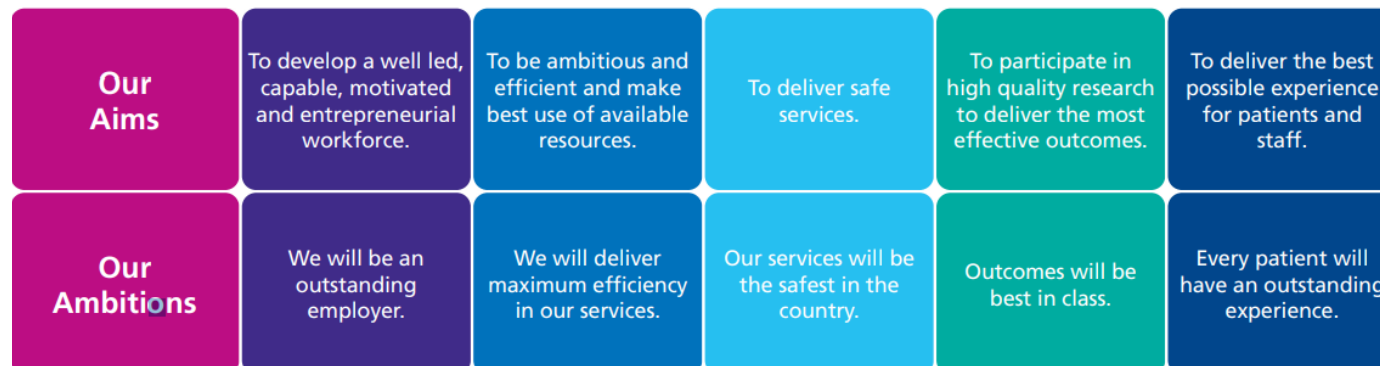 Our
Aims
To develop a well led,
capable, motivated
and entrepreneurial
workforce.
To be ambitious and
efficient and make
best use of available
resources.
To deliver safe
services.
To participate in
high quality research
to deliver the most
effective outcomes.
To deliver the best
possible experience
for patients and
staff.
Our
Ambitions
We will be an
outstanding
employer.
We will deliver
maximum efficiency
in our services.
Our services will be
the safest in the
country.
Outcomes will be
best in class.
Every patient will
have an outstanding
experience.